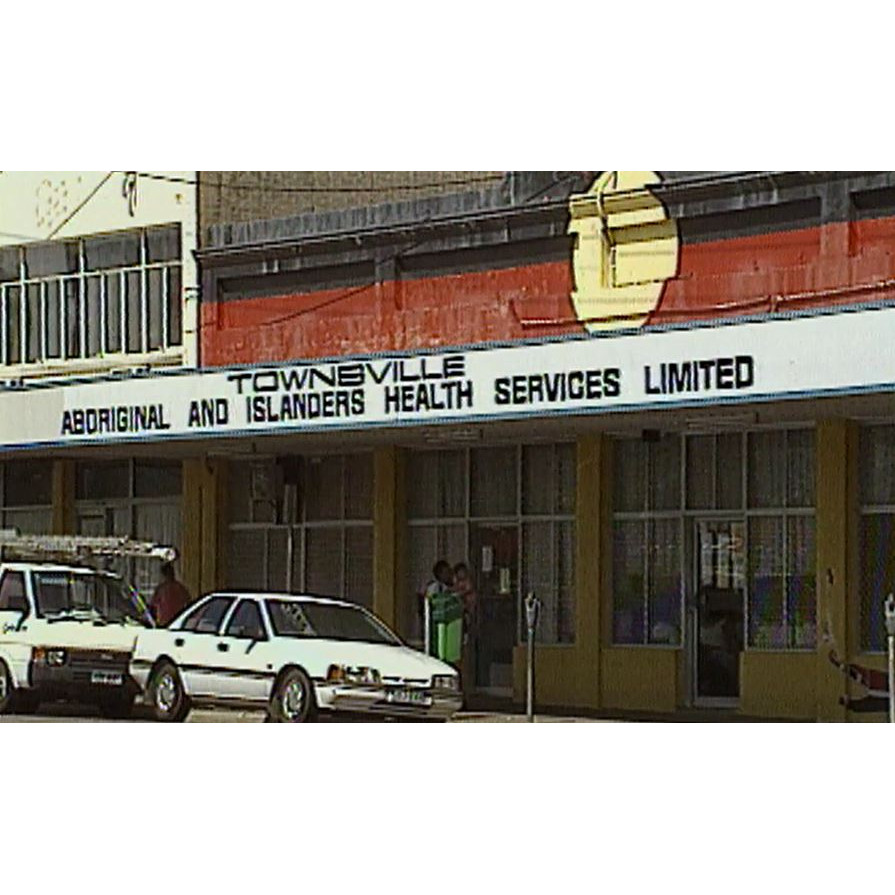 TOWNSVILLE
ABORIGINAL AND ISLANDERS HEALTH SERVICES LIMITED